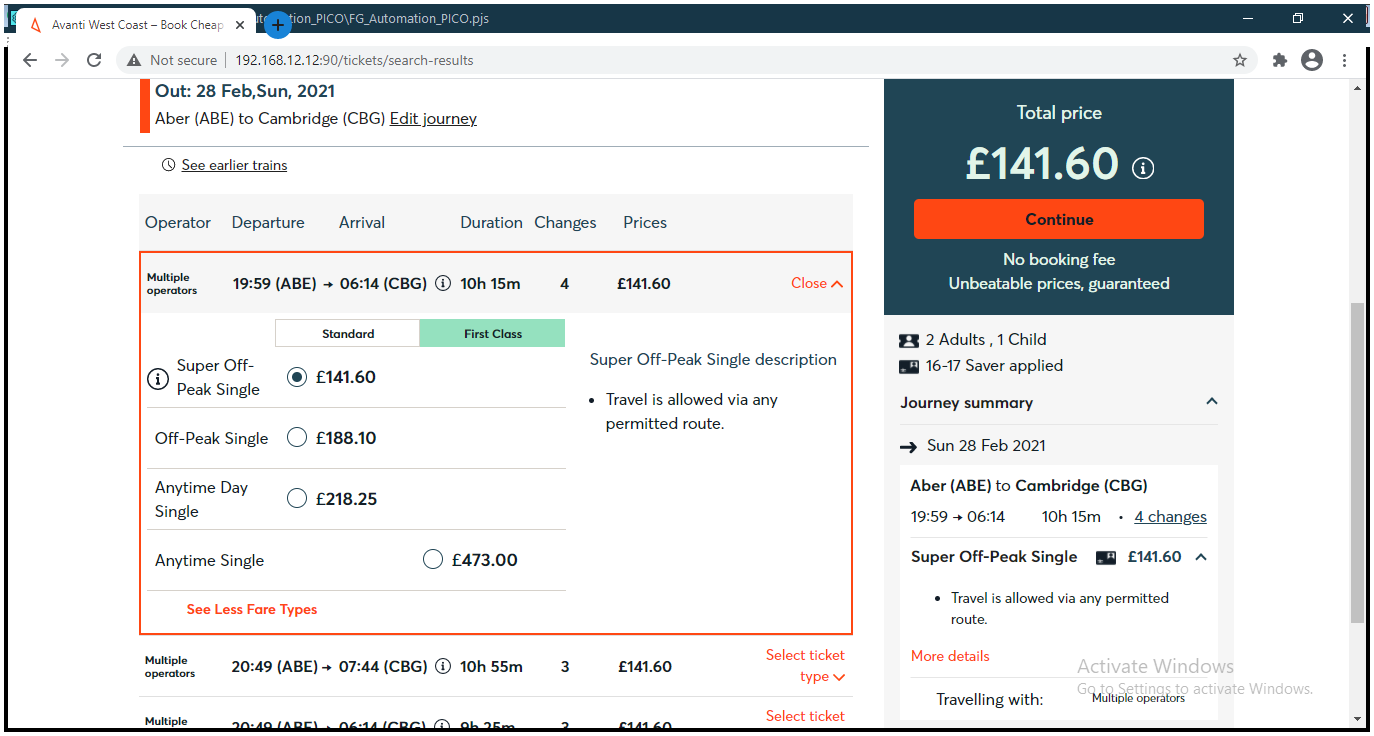 utomation_PICO\FG_Automation_PICO.pjs
Avanti West Coast – Book Cheap
Not secure 192.168.12.12:90/tickets/search-results
Out: 28 Feb,Sun, 2021
Aber (ABE) to Cambridge (CBG) Edit journey
See earlier trains
Operator Departure Arrival Duration Changes Prices
Multiple operators 19:59 (ABE) → 06:14 (CBG) 10h 15m 4 £141.60 Close
Standard First Class
Super Off-
Peak Single £141.60
Off-Peak Single £188.10
Anytime Day
Single £218.25
Anytime Single £473.00
See Less Fare Types
Super Off-Peak Single description
• Travel is allowed via any
permitted route.
Multiple operators 20:49 (ABE) → 07:44 (CBG) 10h 55m 3 £141.60 Select ticket
type
Multiple 20:49 (ABE) → 06:14 (CBG) 9h 25m £141.60 Select ticket
Total price
£141.60
Continue
No booking fee
Unbeatable prices, guaranteed
2 Adults , 1 Child
16-17 Saver applied
Journey summary
→ Sun 28 Feb 2021
Aber (ABE) to Cambridge (CBG)
19:59 → 06:14 10h 15m • 4 changes
Super Off-Peak Single £141.60
• Travel is allowed via any permitted
route.
More details
Travelling with: Multiple operators
Activate Windows
Go to Settings to activate Windows.